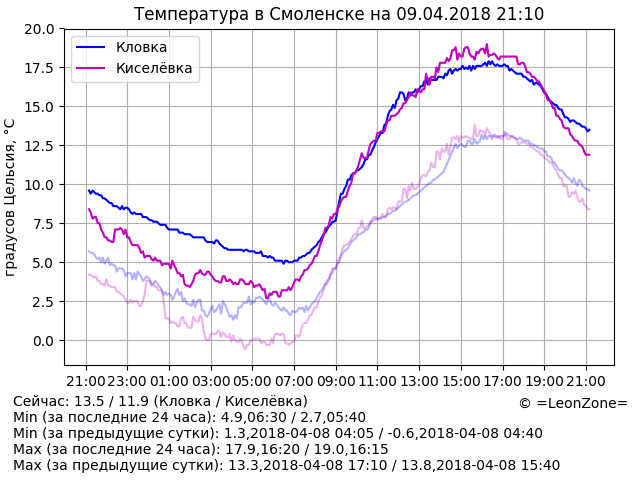 Температура в Смоленске на 09.04.2018 21:10
20.0
17.5
15.0
12.5
10.0
7.5
5.0
2.5
0.0
градусов Цельсия, °C
Кловка
Киселёвка
21:00 23:00 01:00 03:00 05:00 07:00 09:00 11:00 13:00 15:00 17:00 19:00 21:00
Сейчас: 13.5 / 11.9 (Кловка / Киселёвка)
© =LeonZone=
Min (за последние 24 часа): 4.9,06:30 / 2.7,05:40
Min (за предыдущие сутки): 1.3,2018-04-08 04:05 / -0.6,2018-04-08 04:40
Max (за последние 24 часа): 17.9,16:20 / 19.0,16:15
Max (за предыдущие сутки): 13.3,2018-04-08 17:10 / 13.8,2018-04-08 15:40